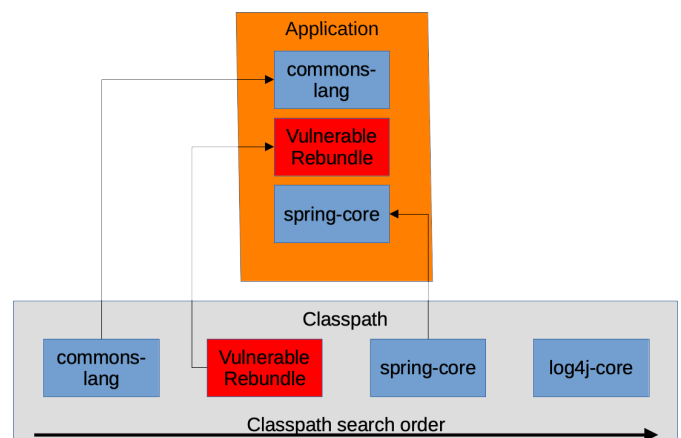 Application
commons-
lang
Vulnerable
Rebundle
spring-core
Classpath
commons-
lang
Vulnerable
Rebundle
spring-core
log4j-core
Classpath search order